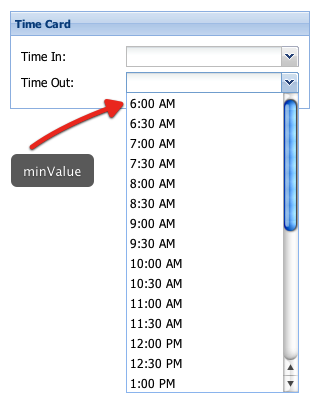 Time Card
Time In:
Time Out:
6:00 AM
6:30 AM
7:00 AM
7:30 AM
8:00 AM
8:30 AM
9:00 AM
9:30 AM
10:00 AM
10:30 AM
11:00 AM
11:30 AM
12:00 PM
12:30 PM
1:00 PM
minValue